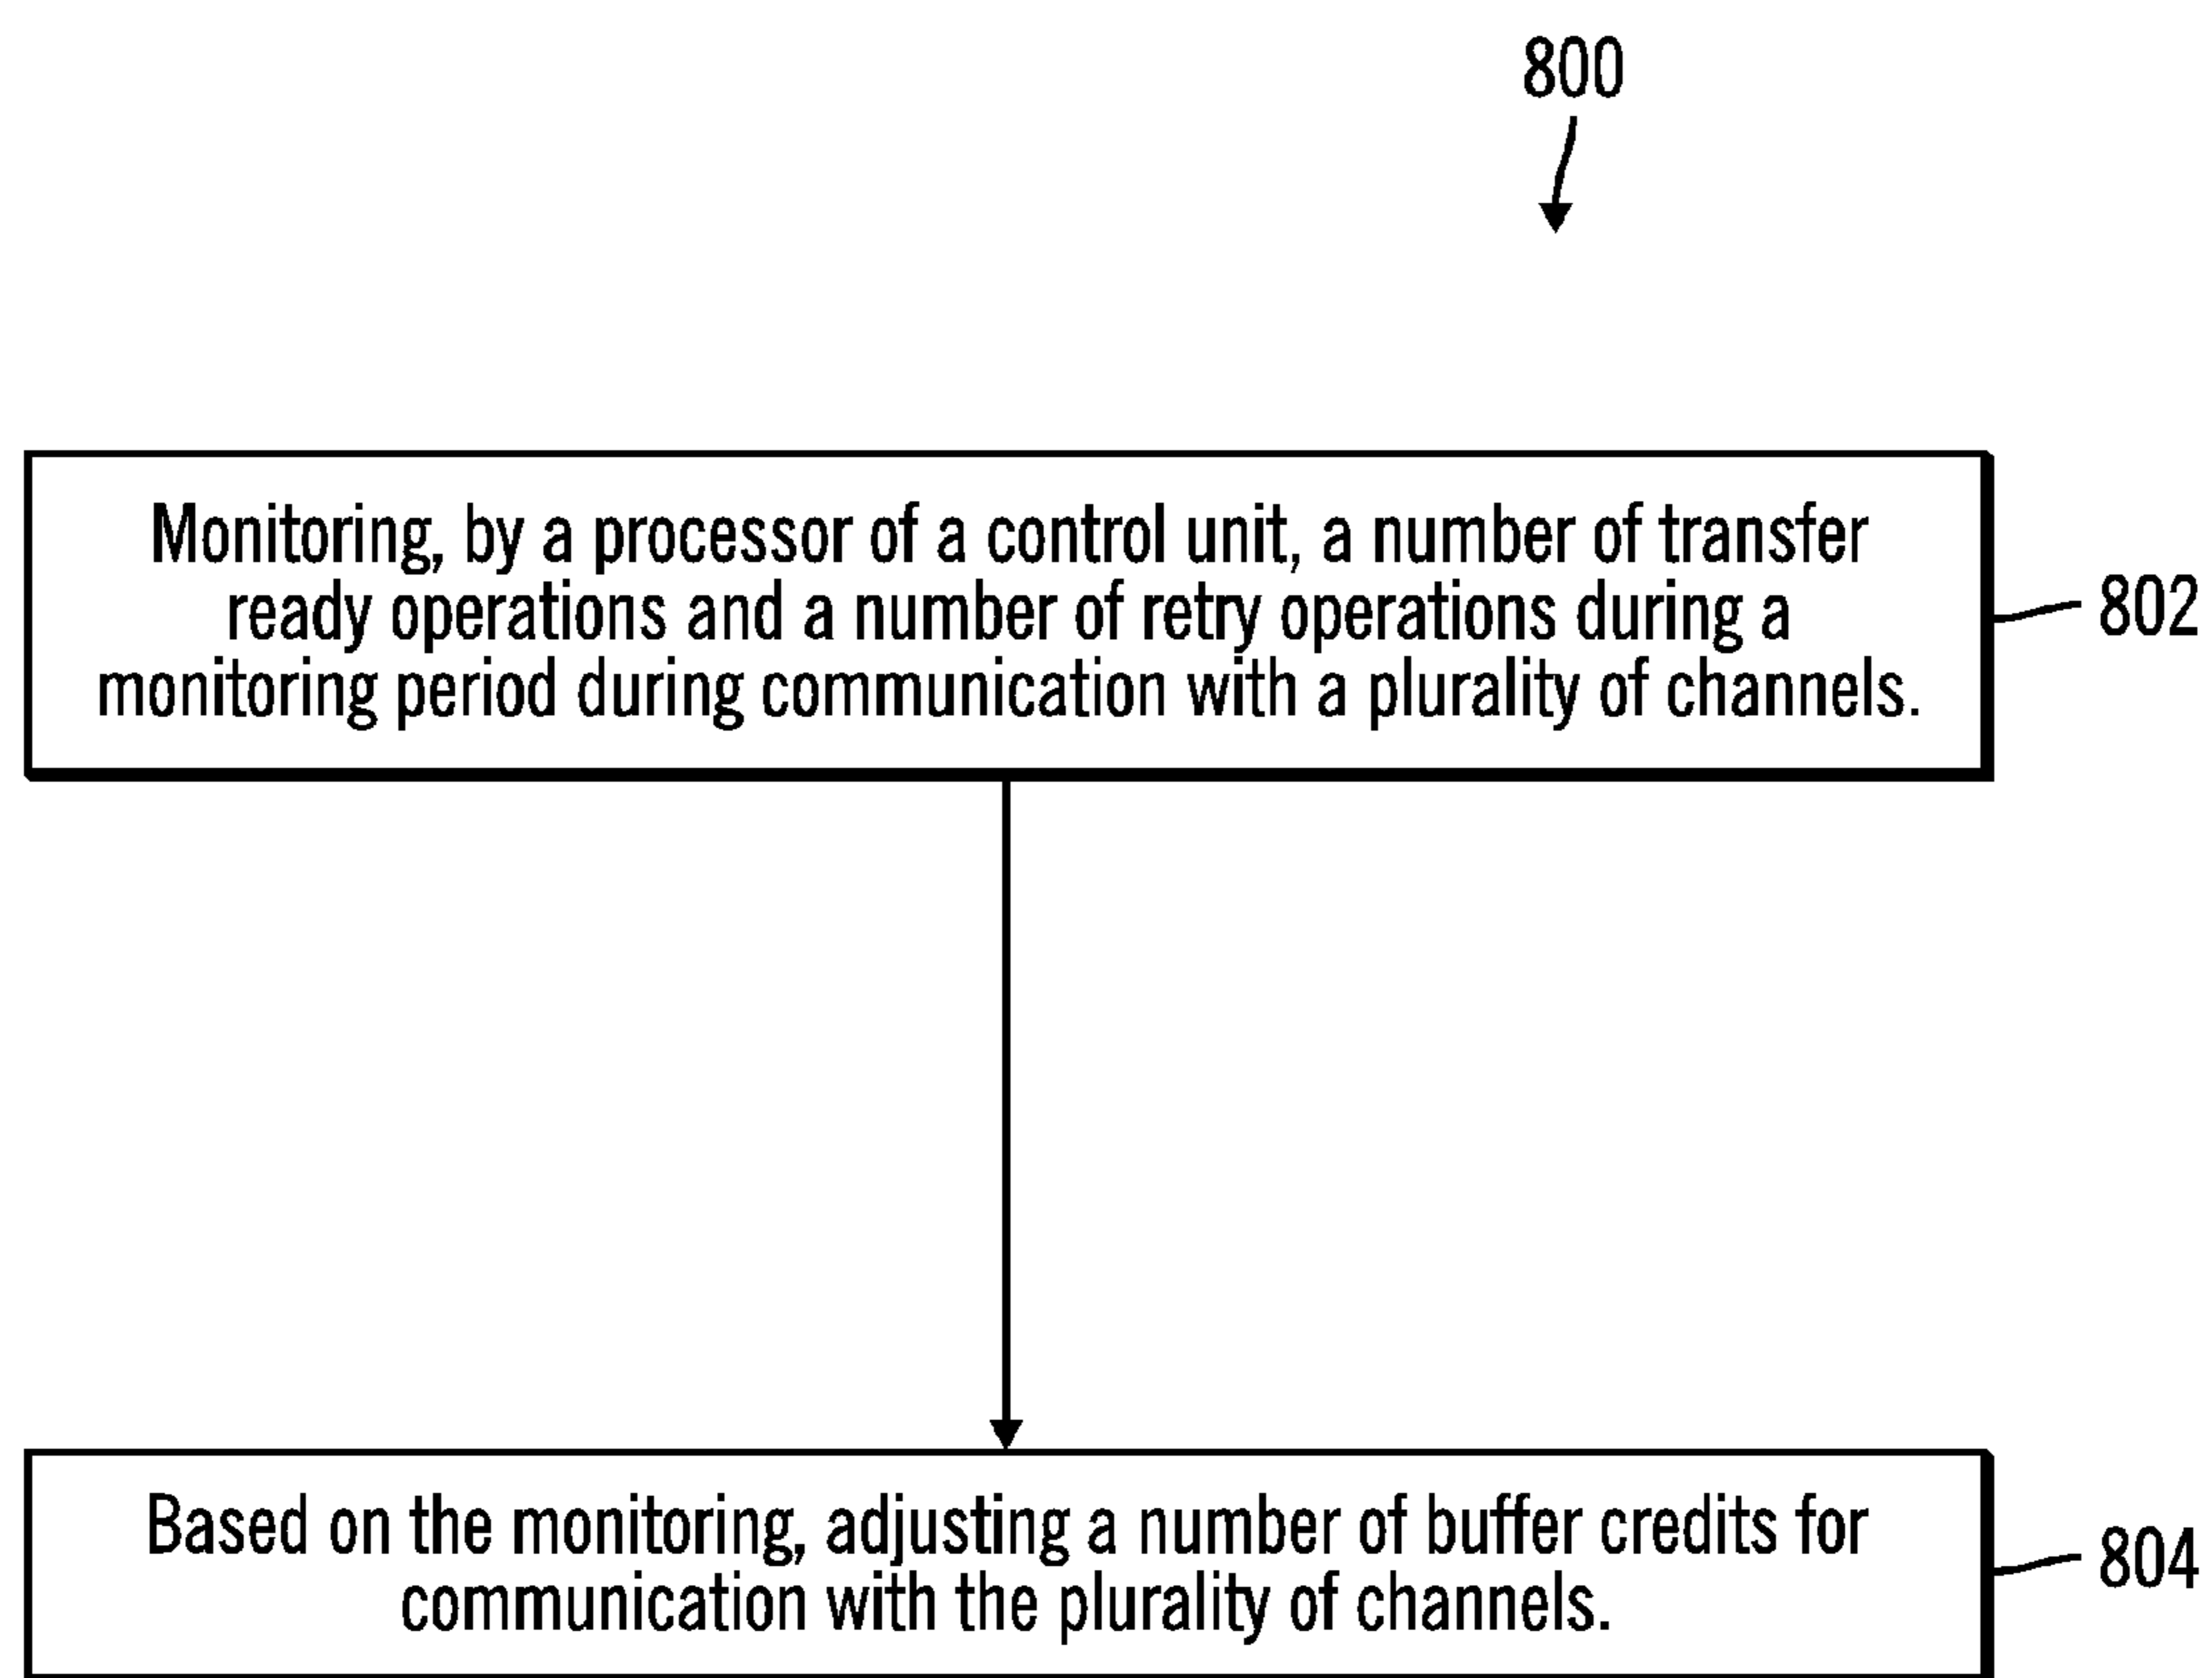 800
Monitoring, by a processor of a control unit, a number of transfer
ready operations and a number of retry operations during a
monitoring period during communication with a plurality of channels.
802
Based on the monitoring, adjusting a number of buffer credits for
communication with the plurality of channels.
804